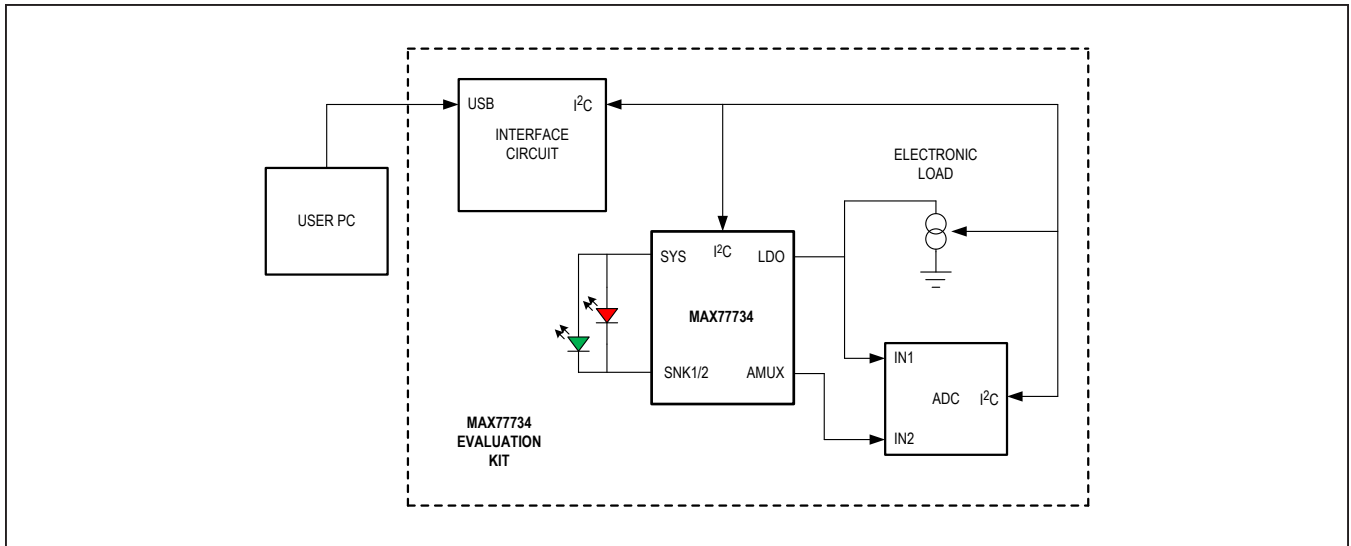 USB
I²C
INTERFACE
CIRCUIT
USER PC
ELECTRONIC
LOAD
SYS
I²C
LDO
MAX77734
SNK1/2
AMUX
IN1
ADC
I²C
IN2
MAX77734
EVALUATION
KIT